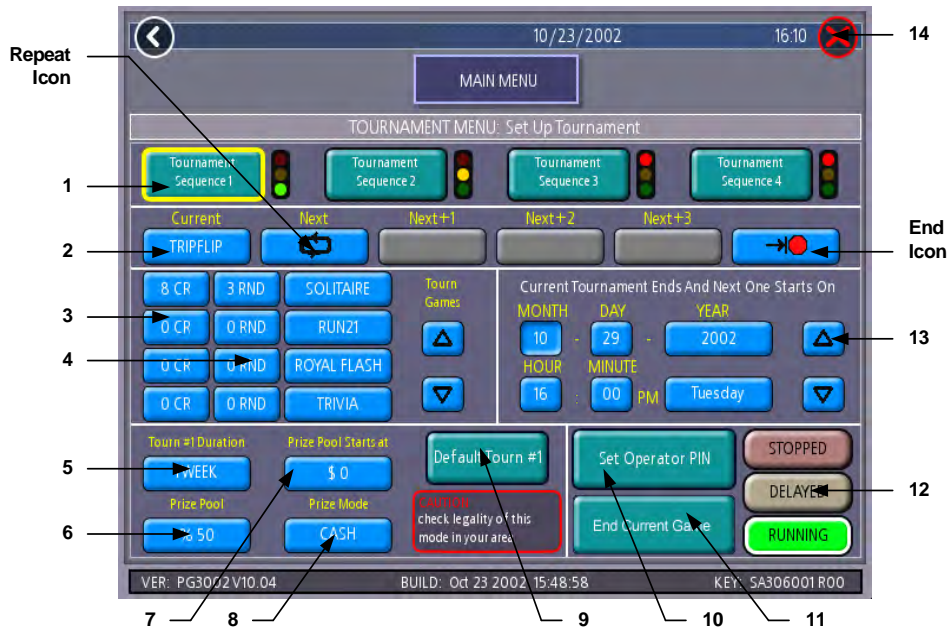 10/23/2002 16:10 14
Repeat
Icon
MAIN MENU
TOURNAMENT MENU: Set Up Tournament
1
Tournament
Sequence 1
Tournament
Sequence 2
Tournament
Sequence 3
Tournament
Sequence 4
Current Next Next+1 Next+2 Next+3
2 TRIPFLIP
End
Icon
8 CR 3 RND SOLITAIRE
3 0 CR 0 RND RUN21
4 0 CR 0 RND ROYAL FLASH
0 CR 0 RND TRIVIA
Tourn
Games
Current Tournament Ends And Next One Starts On
MONTH DAY YEAR
10 - 29 - 2002 13
HOUR MINUTE
16 : 00 PM Tuesday
Tourn #1 Duration Prize Pool Starts at
5 1 WEEK $ 0
Prize Pool Prize Mode
6 % 50 CASH
Default Tourn #1
CAUTION:
check legality of this
mode in your area
Set Operator PIN
End Current Game
STOPPED
DELAYED 12
RUNNING
VER: PG3002 V10.04 BUILD: Oct 23 2002 15:48:58 KEY: SA306001 R00
7 8 9 10 11